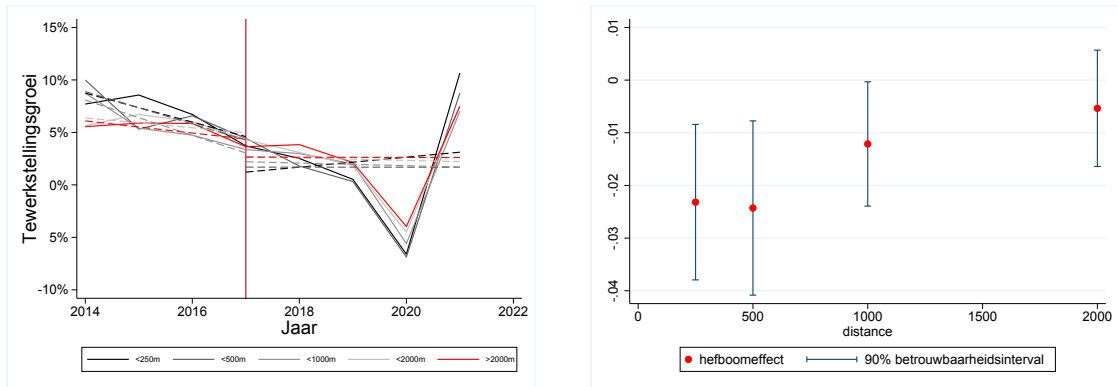 15%
10%
5%
0%
-10%
Tewerkstellingsgroei
2014
2016
2018
2020
2022
Jaar
<250m
<500m
<1000m
<2000m
>2000m
.01
0
-.01
-.02
-.03
-.04
0
500
1000
1500
2000
distance
hefboomeffect
90% betrouwbaarheidsinterval